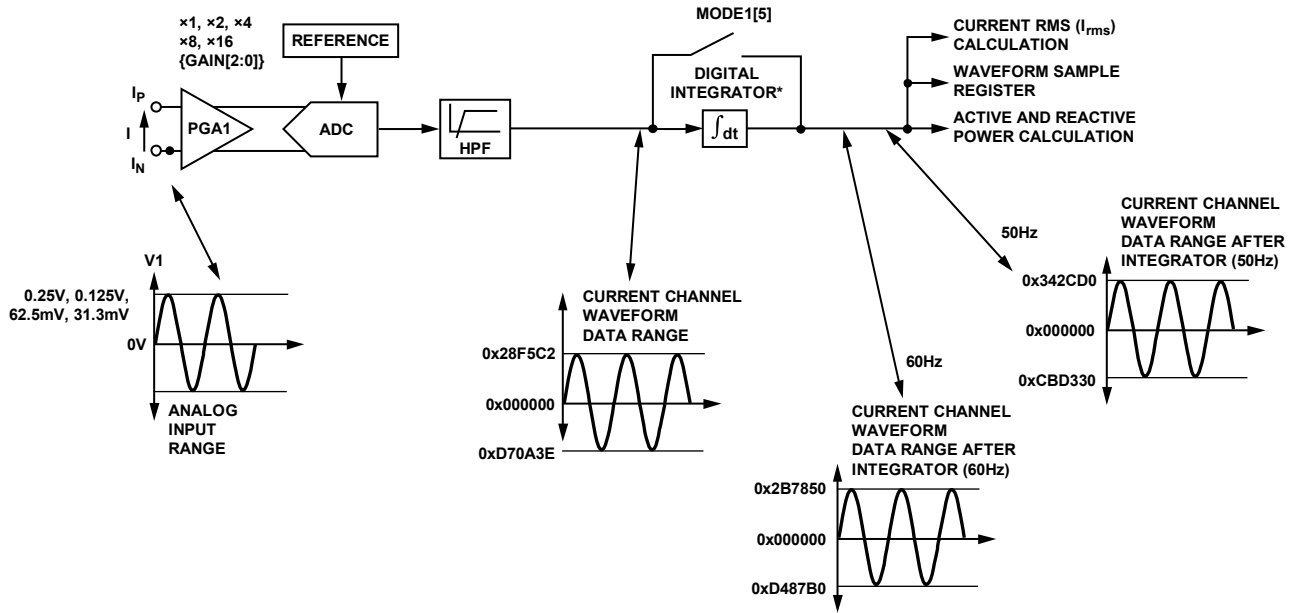 ×1, ×2, ×4
×8, ×16
{GAIN[2:0]}
REFERENCE
IP
I
IN
PGA1
ADC
HPF
MODE1[5]
DIGITAL
INTEGRATOR*
∫dt
CURRENT RMS (Irms)
CALCULATION
WAVEFORM SAMPLE
REGISTER
ACTIVE AND REACTIVE
POWER CALCULATION
V1
0.25V, 0.125V,
62.5mV, 31.3mV
0V
ANALOG
INPUT
RANGE
CURRENT CHANNEL
WAVEFORM
DATA RANGE
0x28F5C2
0x000000
0xD70A3E
60Hz
CURRENT CHANNEL
WAVEFORM
DATA RANGE AFTER
INTEGRATOR (60Hz)
0x2B7850
0x000000
0xD487B0
50Hz
CURRENT CHANNEL
WAVEFORM
DATA RANGE AFTER
INTEGRATOR (50Hz)
0x342CD0
0x000000
0xCBD330